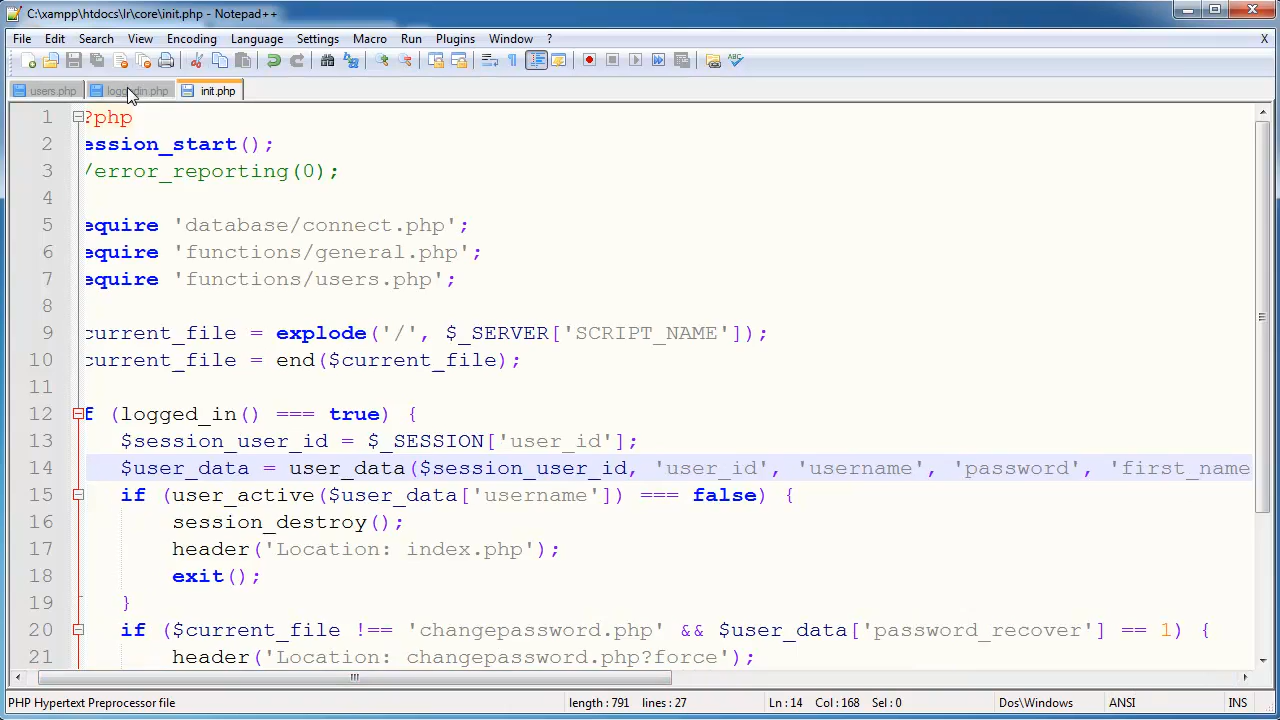 C:\xampp\htdocs\lr\core\init.php - Notepad++
File Edit Search View Encoding Language Settings Macro Run Plugins Window ? X
users.php loggedin.php init.php
1 ?php
2 ession_start();
3 /error_reporting(0);
4
5 equire 'database/connect.php';
6 equire 'functions/general.php';
7 equire 'functions/users.php';
8
9 current_file = explode('/', $_SERVER['SCRIPT_NAME']);
10 current_file = end($current_file);
11
12 f (logged_in() === true) {
13 $session_user_id = $_SESSION['user_id'];
14 $user_data = user_data($session_user_id, 'user_id', 'username', 'password', 'first_name
15 if (user_active($user_data['username']) === false) {
16 session_destroy();
17 header('Location: index.php');
18 exit();
19 }
20 if ($current_file !== 'changepassword.php' && $user_data['password_recover'] == 1) {
21 header('Location: changepassword.php?force');
PHP Hypertext Preprocessor file length : 791 lines : 27 Ln : 14 Col : 168 Sel : 0 Dos\Windows ANSI INS